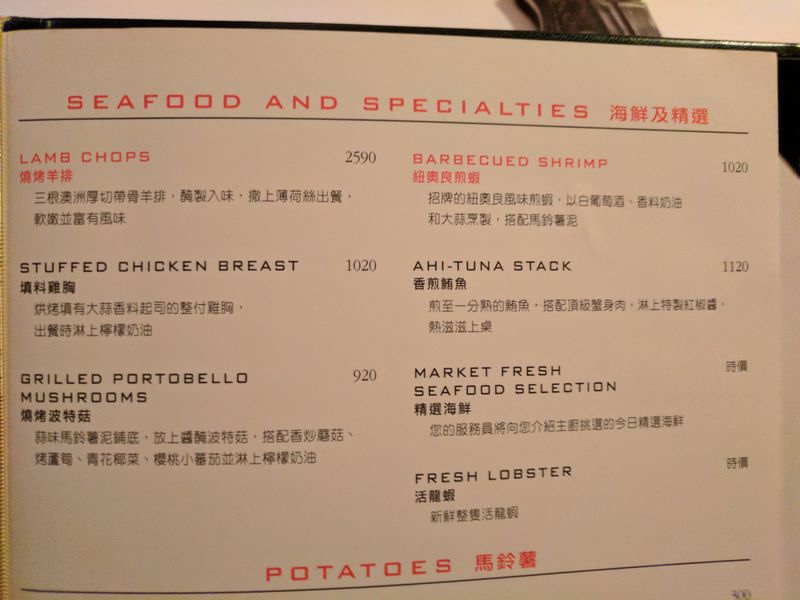 SEAFOOD AND SPECIALTIES 海鮮及精選
LAMB CHOPS 2590
燒烤羊排
三根澳洲厚切帶骨羊排，醃製入味，撒上薄荷絲出餐，
軟嫩並富有風味
STUFFED CHICKEN BREAST 1020
填料雞胸
烘烤填有大蒜香料起司的整付雞胸，
出餐時淋上檸檬奶油
GRILLED PORTOBELLO 920
MUSHROOMS
燒烤波特菇
蒜味馬鈴薯泥鋪底，放上醬醃波特菇，搭配香炒蘑菇、
烤蘆筍、青花椰菜、櫻桃小蕃茄並淋上檸檬奶油
BARBECUED SHRIMP 1020
紐奧良煎蝦
招牌的紐奧良風味煎蝦，以白葡萄酒、香料奶油
和大蒜烹製，搭配馬鈴薯泥
AHI-TUNA STACK 1120
香煎鮪魚
煎至一分熟的鮪魚，搭配頂級蟹身肉，淋上特製紅椒醬，
熱滋滋上桌
MARKET FRESH 時價
SEAFOOD SELECTION
精選海鮮
您的服務員將向您介紹主廚挑選的今日精選海鮮
FRESH LOBSTER 時價
活龍蝦
新鮮整隻活龍蝦
POTATOES 馬鈴薯
300